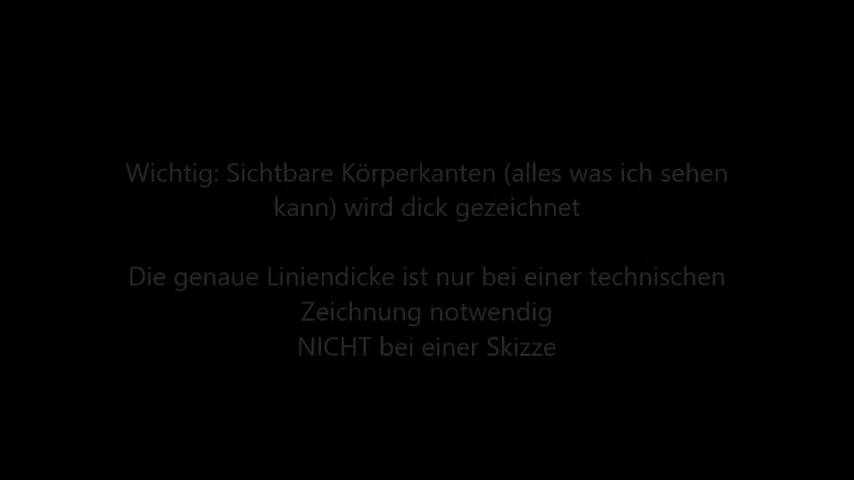 Wichtig: Sichtbare Körperkanten (alles was ich sehen
kann) wird dick gezeichnet
Die genaue Liniendicke ist nur bei einer technischen
Zeichnung notwendig
NICHT bei einer Skizze